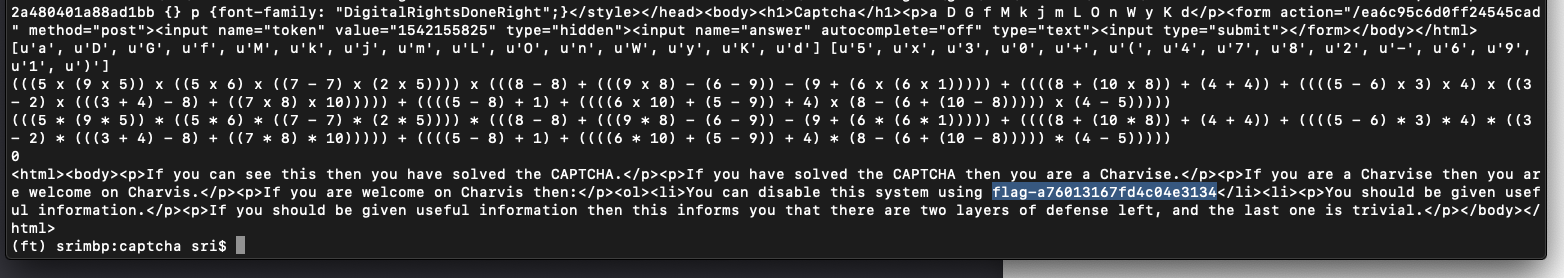 2a480401a88ad1bb {} p {font-family: "DigitalRightsDoneRight";}</style></head><body><h1>Captcha</h1><p>a D G f M k j m L O n W y K d</p><form action="/ea6c95c6d0ff24545cad
" method="post"><input name="token" value="1542155825" type="hidden"><input name="answer" autocomplete="off" type="text"><input type="submit"></form></body></html>
[u'a', u'D', u'G', u'f', u'M', u'k', u'j', u'm', u'L', u'O', u'n', u'W', u'y', u'K', u'd'] [u'5', u'x', u'3', u'0', u'+', u'(', u'4', u'7', u'8', u'2', u'-', u'6', u'9',
u'1', u')']
(((5 x (9 x 5)) x ((5 x 6) x ((7 - 7) x (2 x 5)))) x (((8 - 8) + (((9 x 8) - (6 - 9)) - (9 + (6 x (6 x 1))))) + ((((8 + (10 x 8)) + (4 + 4)) + ((((5 - 6) x 3) x 4) x ((3
- 2) x (((3 + 4) - 8) + ((7 x 8) x 10))))) + ((((5 - 8) + 1) + ((((6 x 10) + (5 - 9)) + 4) x (8 - (6 + (10 - 8))))) x (4 - 5)))))
(((5 * (9 * 5)) * ((5 * 6) * ((7 - 7) * (2 * 5)))) * (((8 - 8) + (((9 * 8) - (6 - 9)) - (9 + (6 * (6 * 1))))) + ((((8 + (10 * 8)) + (4 + 4)) + ((((5 - 6) * 3) * 4) * ((3
- 2) * (((3 + 4) - 8) + ((7 * 8) * 10))))) + ((((5 - 8) + 1) + ((((6 * 10) + (5 - 9)) + 4) * (8 - (6 + (10 - 8))))) * (4 - 5)))))
0
<html><body><p>If you can see this then you have solved the CAPTCHA.</p><p>If you have solved the CAPTCHA then you are a Charvise.</p><p>If you are a Charvise then you ar
e welcome on Charvis.</p><p>If you are welcome on Charvis then:</p><ol><li>You can disable this system using flag-a76013167fd4c04e3134</li><li><p>You should be given usef
ul information.</p><p>If you should be given useful information then this informs you that there are two layers of defense left, and the last one is trivial.</p></body></
html>
(ft) srimbp:captcha sri$